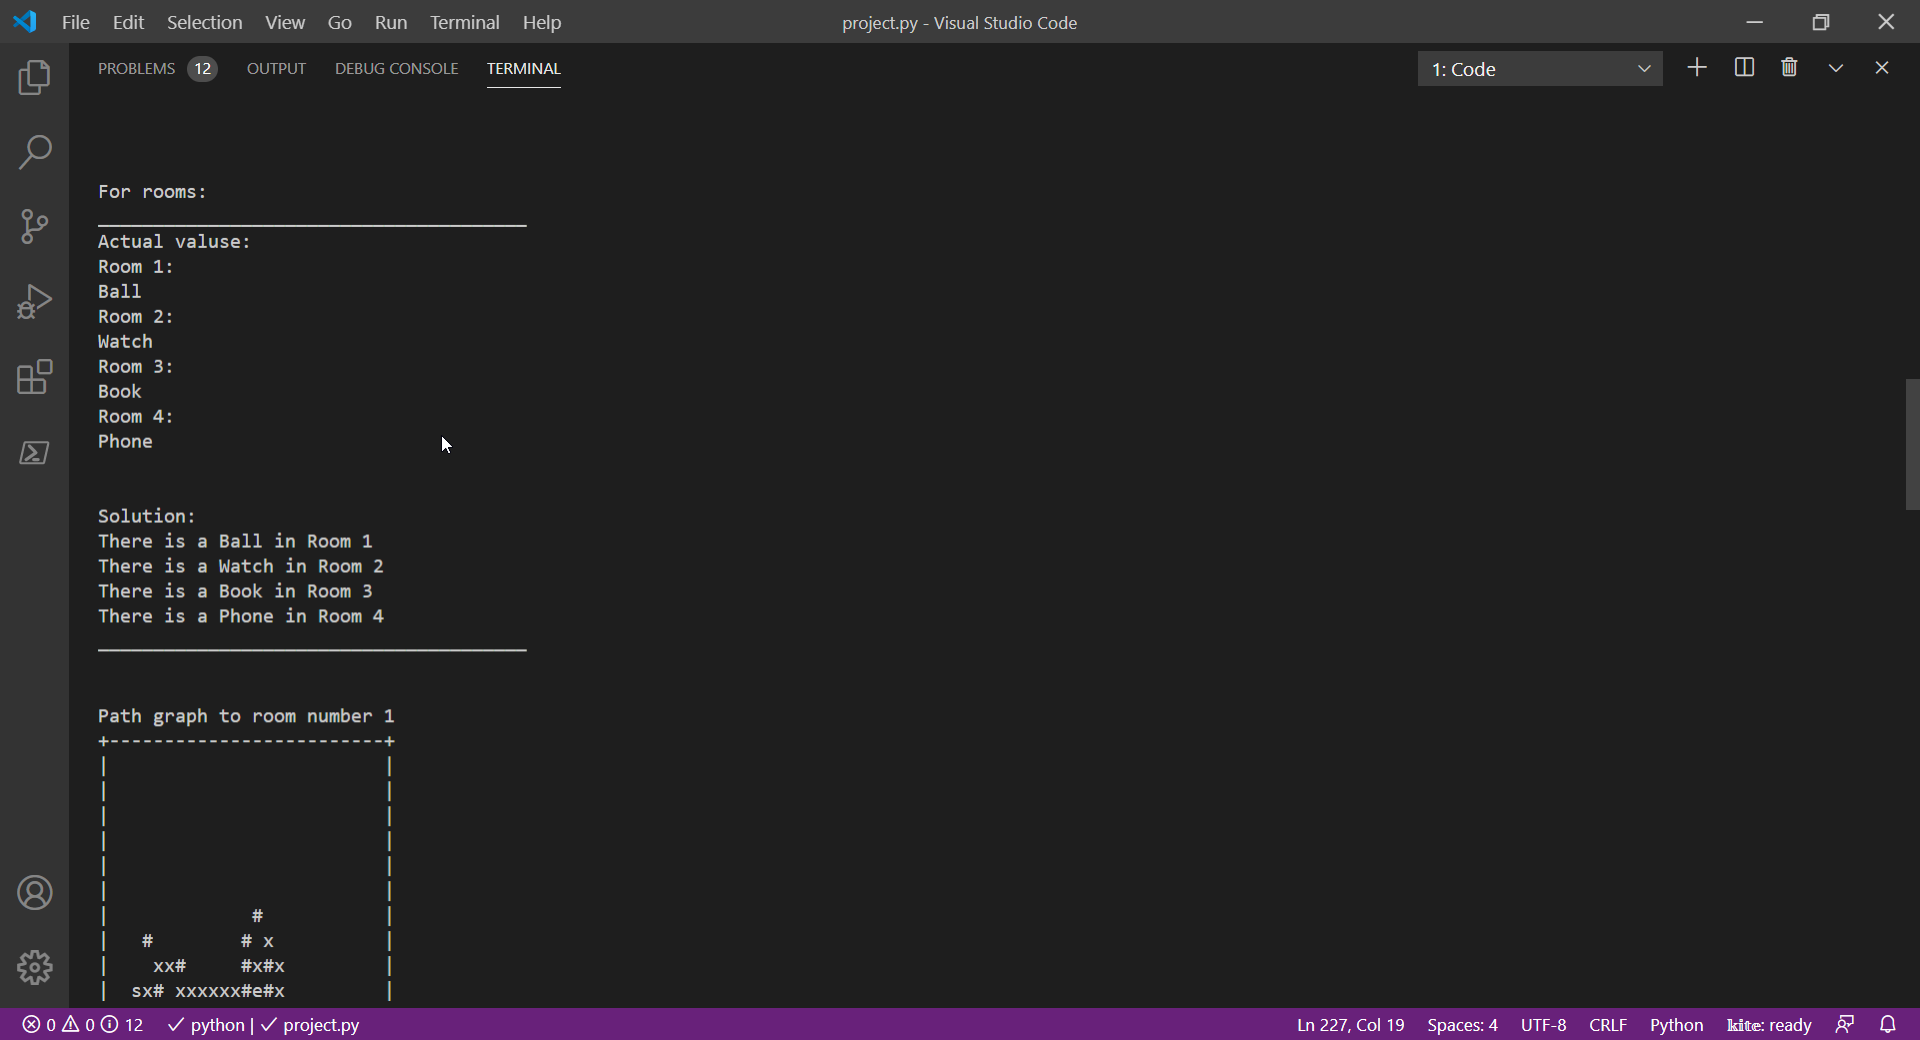 File Edit Selection View Go Run Terminal Help project.py - Visual Studio Code
PROBLEMS 12 OUTPUT DEBUG CONSOLE TERMINAL 1: Code
For rooms:
_______________________________________
Actual valuse:
Room 1:
Ball
Room 2:
Watch
Room 3:
Book
Room 4:
Phone
Solution:
There is a Ball in Room 1
There is a Watch in Room 2
There is a Book in Room 3
There is a Phone in Room 4
_______________________________________
Path graph to room number 1
+-------------------------+
|                         |
|                         |
|                         |
|                         |
|                         |
|                         |
|             #           |
|   #        # x          |
|    xx#     #x#x         |
|  sx# xxxxxx#e#x         |
0 0 12 python | project.py Ln 227, Col 19 Spaces: 4 UTF-8 CRLF Python kite: ready